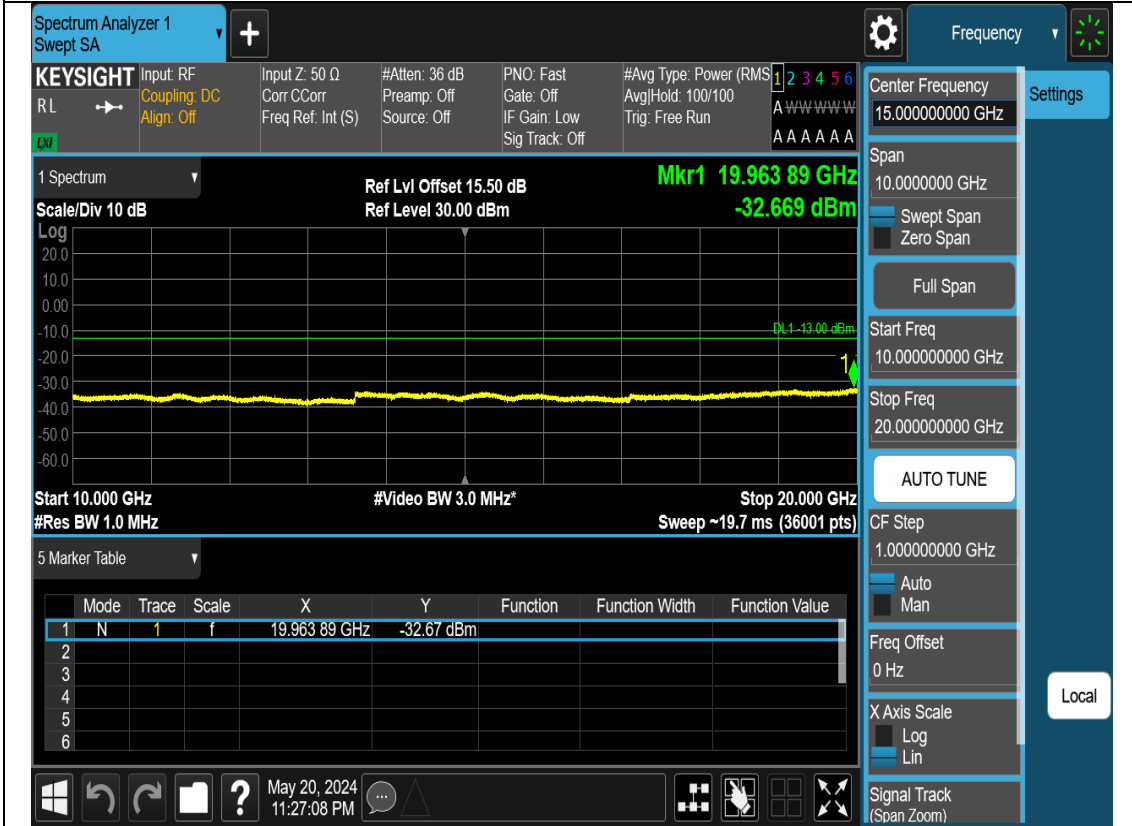 Spectrum Analyzer 1
Swept SA
Frequency
KEYSIGHT
RL
LXI
Input: RF
Coupling: DC
Align: Off
Input Z: 50 Ω
Corr CCorr
Freq Ref: Int (S)
#Atten: 36 dB
Preamp: Off
Source: Off
PNO: Fast
Gate: Off
IF Gain: Low
Sig Track: Off
#Avg Type: Power (RMS
Avg|Hold: 100/100
Trig: Free Run
1 2 3 4 5 6
A W W W W W
A A A A A A
1 Spectrum
Scale/Div 10 dB
Ref Lvl Offset 15.50 dB
Ref Level 30.00 dBm
Mkr1 19.963 89 GHz
-32.669 dBm
Log
20.0
10.0
0.00
-10.0
-20.0
-30.0
-40.0
-50.0
-60.0
DL1 -13.00 dBm
1
Start 10.000 GHz
#Video BW 3.0 MHz*
Stop 20.000 GHz
#Res BW 1.0 MHz
Sweep ~19.7 ms (36001 pts)
5 Marker Table
Mode Trace Scale X Y Function Function Width Function Value
1 N 1 f 19.963 89 GHz -32.67 dBm
2
3
4
5
6
May 20, 2024
11:27:08 PM
Center Frequency
15.000000000 GHz
Settings
Span
10.0000000 GHz
Swept Span
Zero Span
Full Span
Start Freq
10.000000000 GHz
Stop Freq
20.000000000 GHz
AUTO TUNE
CF Step
1.000000000 GHz
Auto
Man
Freq Offset
0 Hz
Local
X Axis Scale
Log
Lin
Signal Track
(Span Zoom)